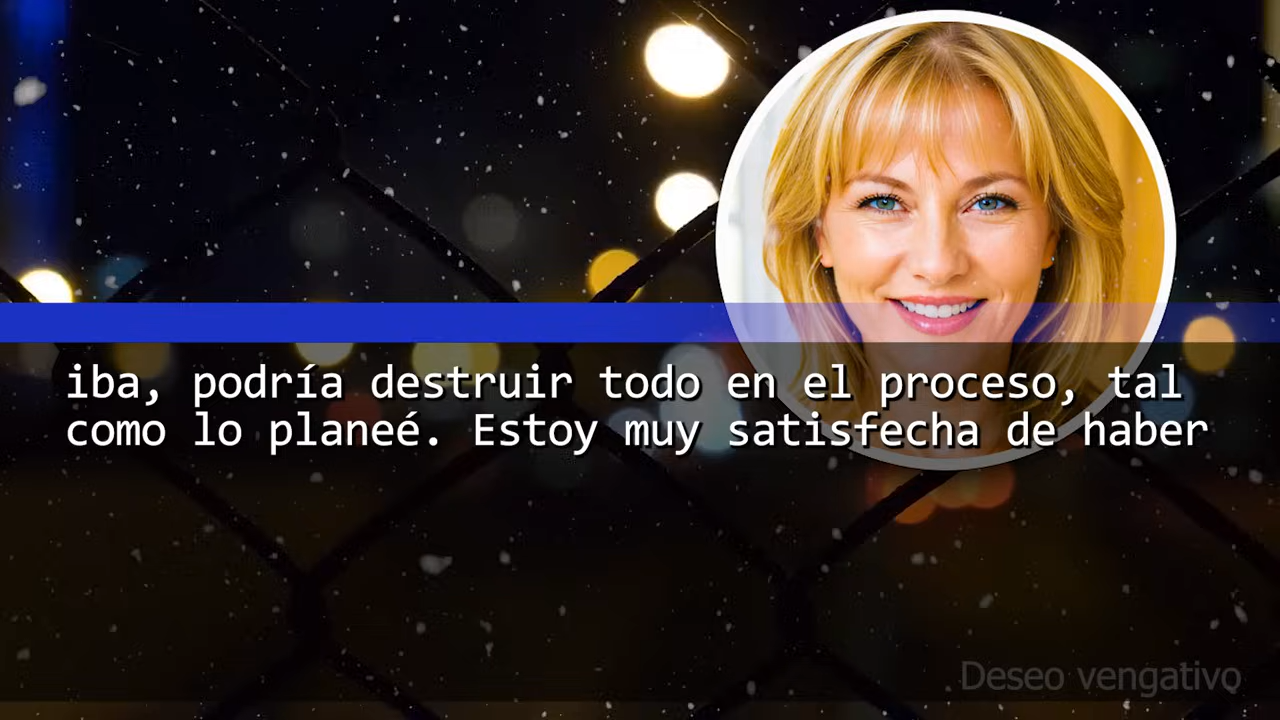 iba, podría destruir todo en el proceso, tal
como lo planeé. Estoy muy satisfecha de haber
Deseo vengativo